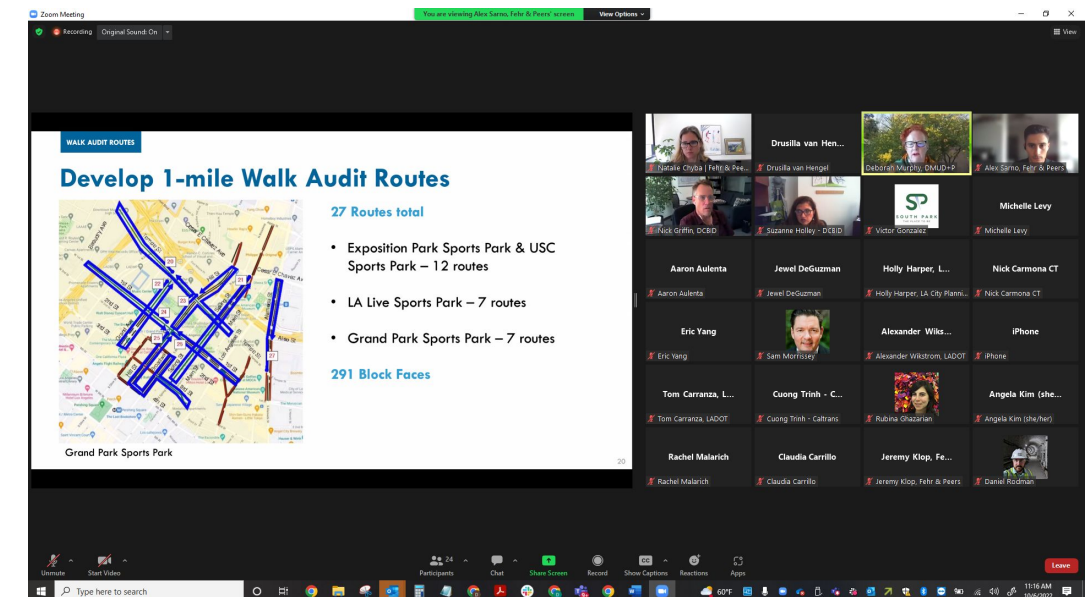 Zoom Meeting
You are viewing Alex Sarno, Fehr & Peers' screen
View Options
Recording
Original Sound: On
View
WALK AUDIT ROUTES
Develop 1-mile Walk Audit Routes
27 Routes total
• Exposition Park Sports Park & USC
Sports Park – 12 routes
• LA Live Sports Park – 7 routes
• Grand Park Sports Park – 7 routes
291 Block Faces
20
22
21
27
Grand Park Sports Park
20
Natalie Chyba | Fehr & Pee...
Drusilla van Hen...
Drusilla van Hengel
Deborah Murphy, DMUD+P
Alex Sarno, Fehr & Peers
Nick Griffin, DCBID
Suzanne Holley - DCBID
SP
SOUTH PARK
Victor Gonzalez
Michelle Levy
Michelle Levy
Aaron Aulenta
Aaron Aulenta
Jewel DeGuzman
Jewel DeGuzman
Holly Harper, L...
Holly Harper, LA City Planni...
Nick Carmona CT
Nick Carmona CT
Eric Yang
Eric Yang
Sam Morrissey
Alexander Wiks...
Alexander Wikstrom, LADOT
iPhone
iPhone
Tom Carranza, L...
Tom Carranza, LADOT
Cuong Trinh - C...
Cuong Trinh - Caltrans
Rubina Ghazarian
Angela Kim (she...
Angela Kim (she/her)
Rachel Malarich
Rachel Malarich
Claudia Carrillo
Claudia Carrillo
Jeremy Klop, Fe...
Jeremy Klop, Fehr & Peers
Daniel Rodman
Unmute
Start Video
24
Participants
Chat
Share Screen
Record
CC
Show Captions
Reactions
Apps
Leave
Type here to search
60°F
11:16 AM
10/6/2022